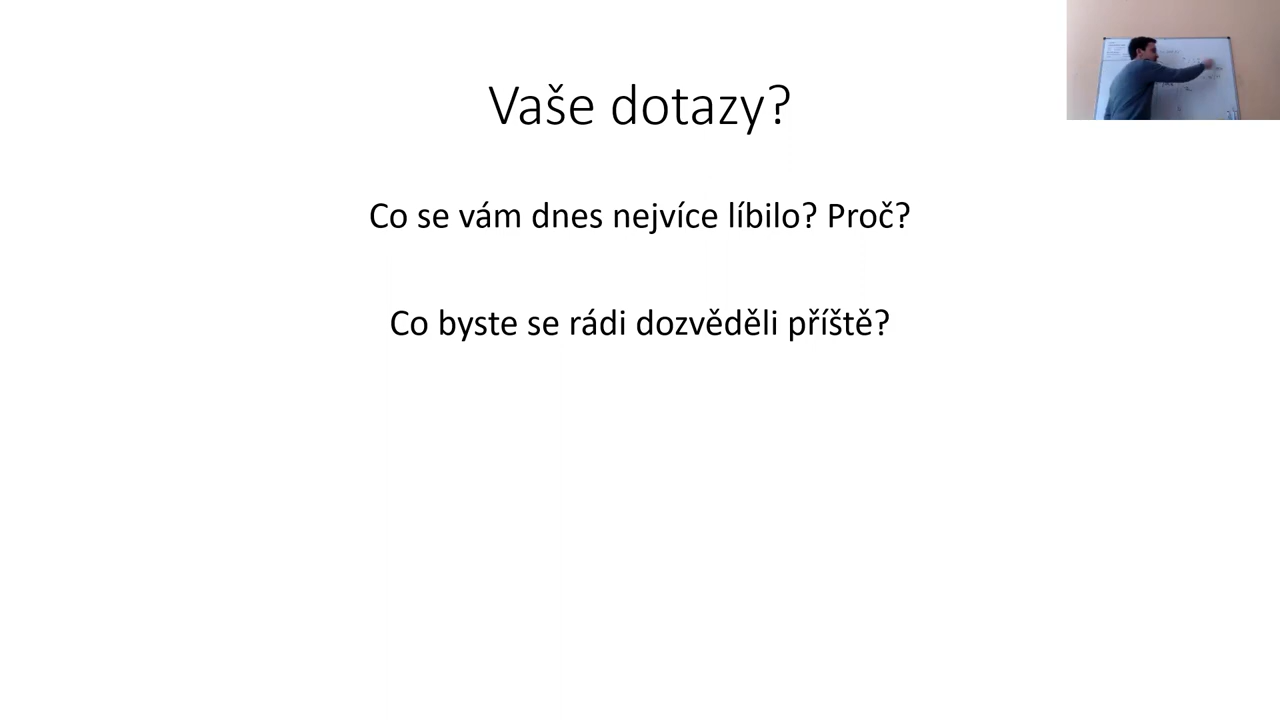 Vaše dotazy?
Co se vám dnes nejvíce líbilo? Proč?
Co byste se rádi dozvěděli příště?